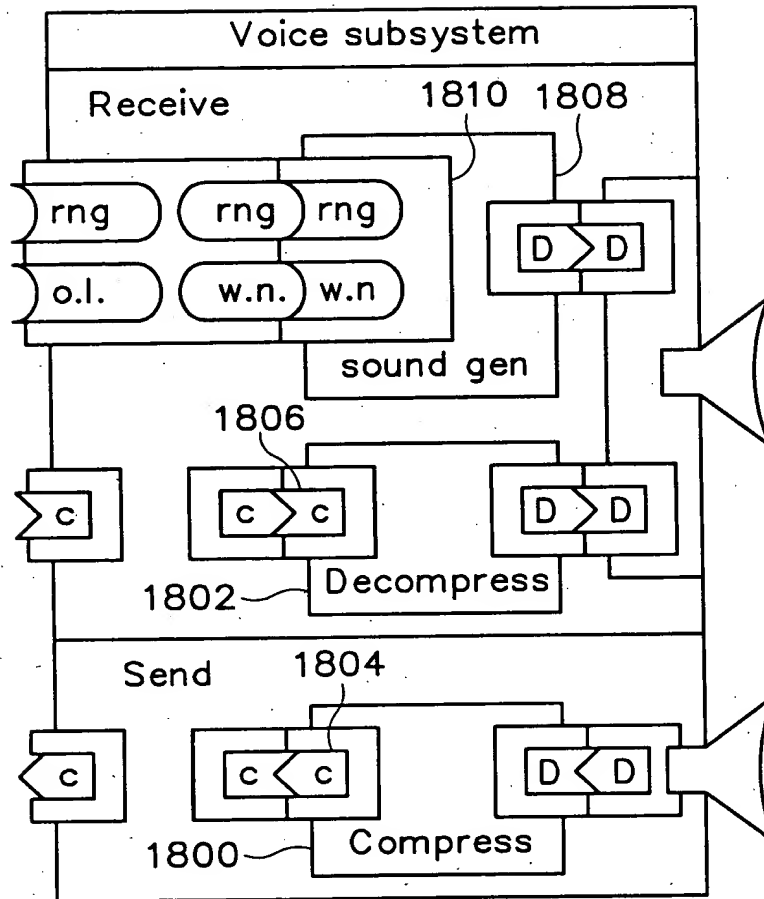 Voice subsystem
Receive
1810 1808
rng rng rng
D D
o.l. w.n. w.n
sound gen
1806
c c c D D
1802 Decompress
Send 1804
c c c D D
1800 Compress